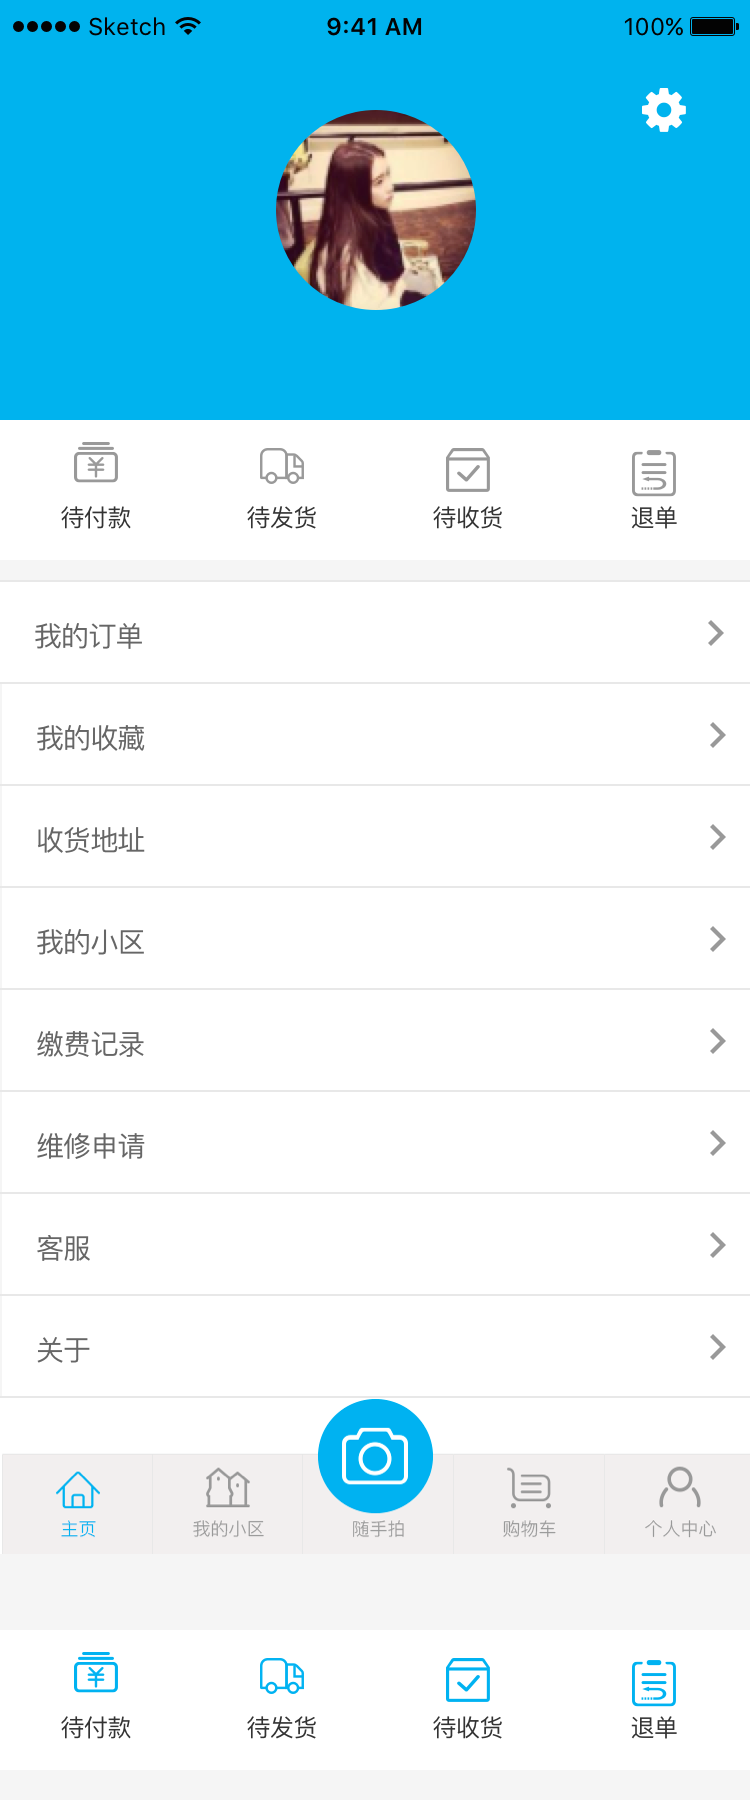 Sketch 9:41 AM 100%
待付款 待发货 待收货 退单
我的订单
我的收藏
收货地址
我的小区
缴费记录
维修申请
客服
关于
主页 我的小区 随手拍 购物车 个人中心
待付款 待发货 待收货 退单